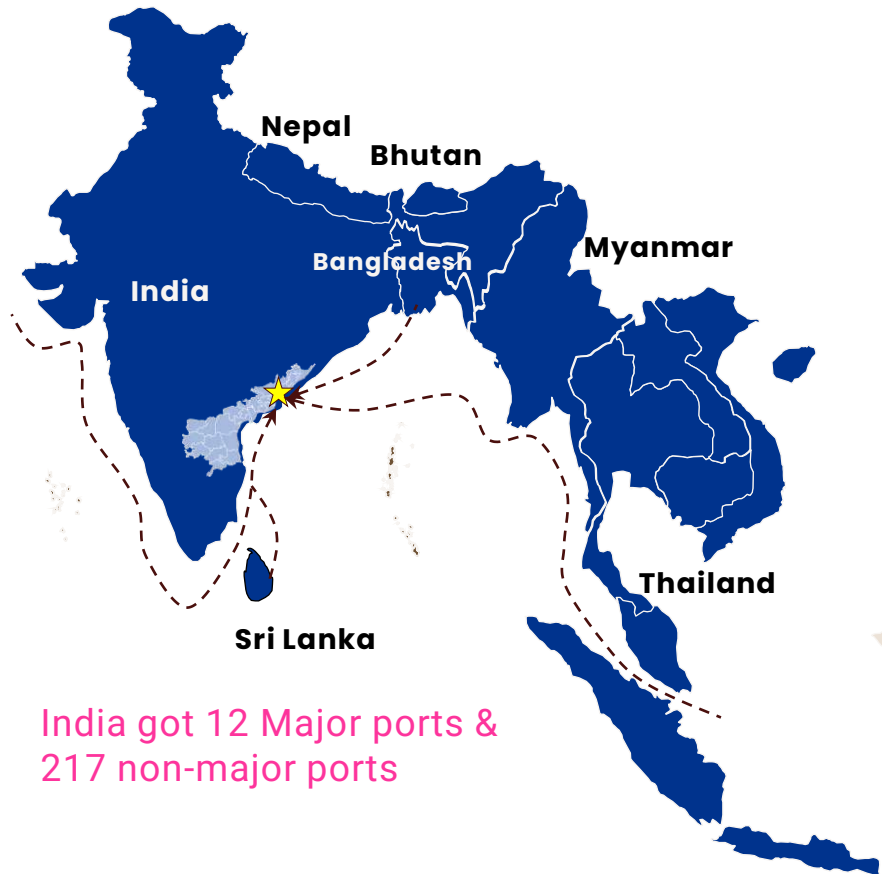 Nepal
Bhutan
Myanmar
Bangladesh
India
Thailand
Sri Lanka
India got 12 Major ports &
217 non-major ports